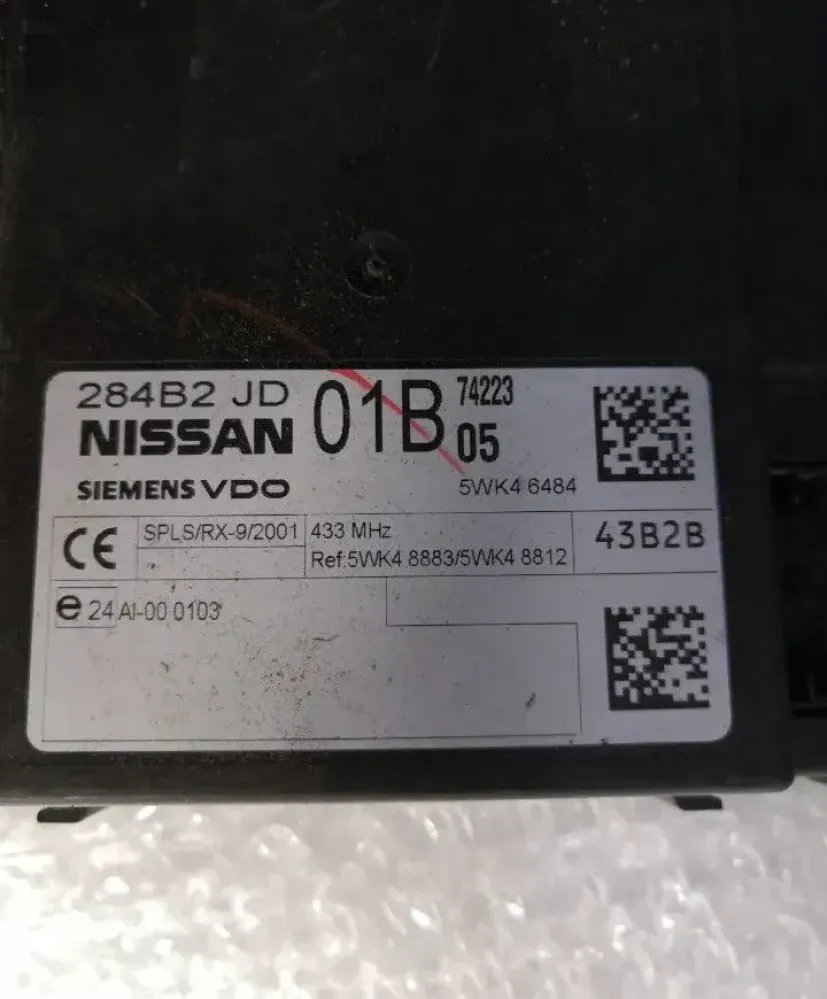 284B2 JD 01B 74223
NISSAN 05
SIEMENS VDO 5WK4 6484
CE SPLS/RX-9/2001 433 MHz 43B2B
Ref:5WK4 8883/5WK4 8812
e 24 AI-00 0103